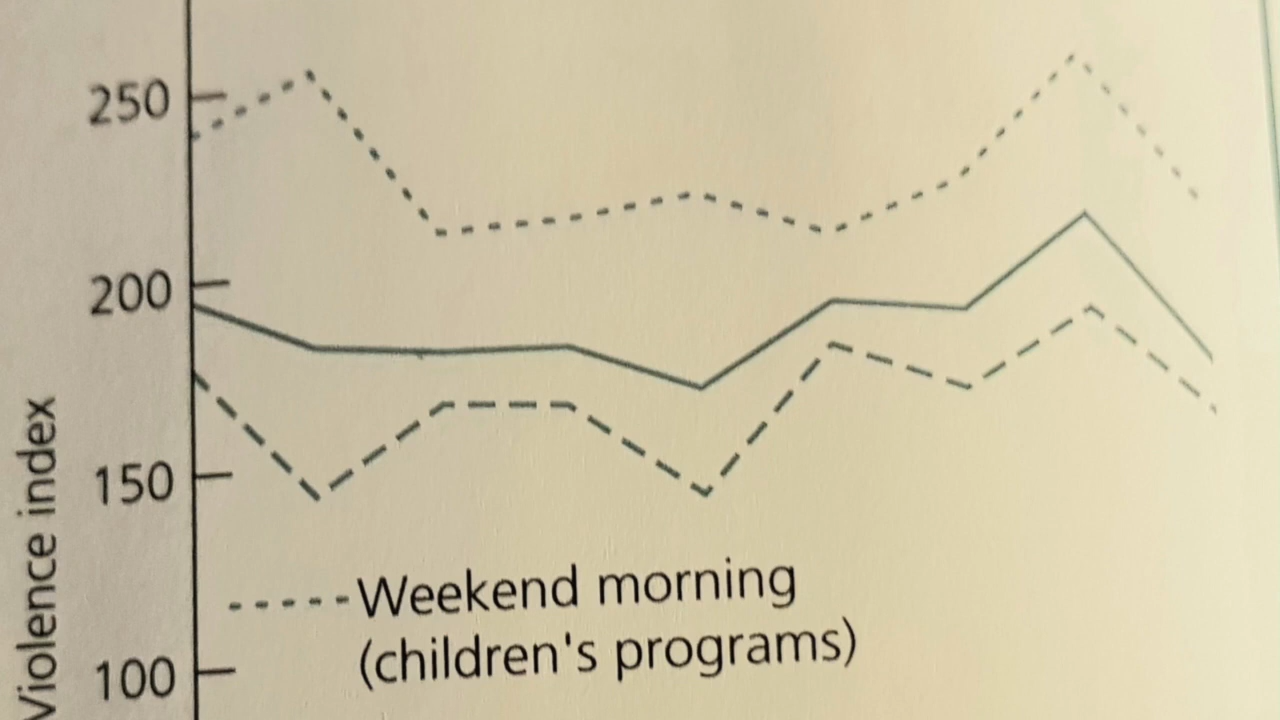 250
200
150
100
Violence index
Weekend morning
(children's programs)